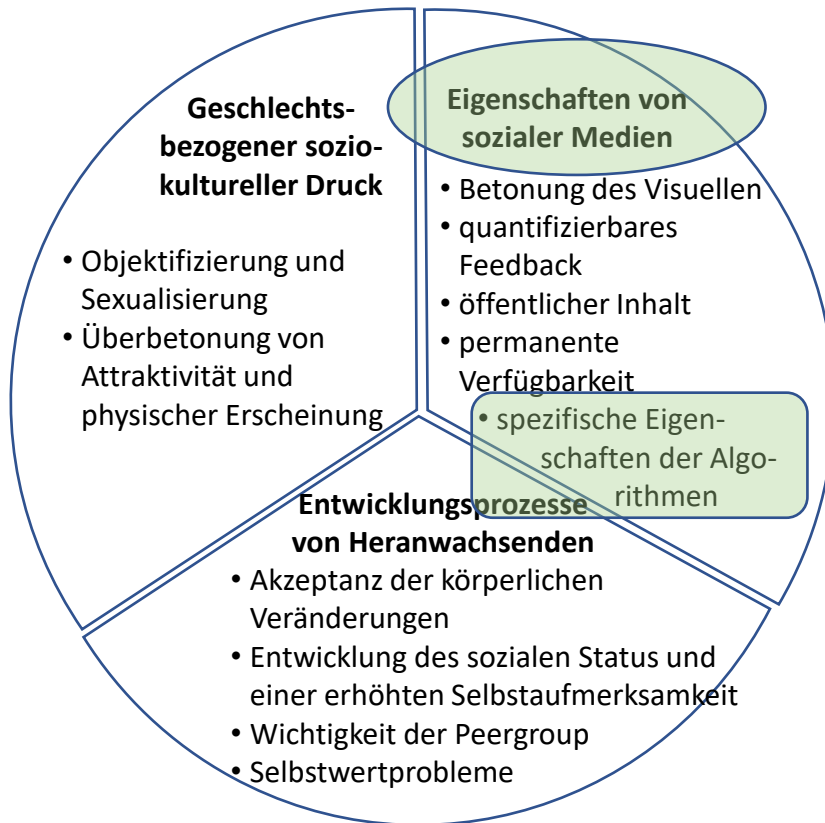 Geschlechts-
bezogener sozio-
kultureller Druck
• Objektifizierung und
Sexualisierung
• Überbetonung von
Attraktivität und
physischer Erscheinung
Eigenschaften von
sozialer Medien
• Betonung des Visuellen
• quantifizierbares
Feedback
• öffentlicher Inhalt
• permanente
Verfügbarkeit
• spezifische Eigen-
schaften der Algo-
rithmen
Entwicklungsprozesse
von Heranwachsenden
• Akzeptanz der körperlichen
Veränderungen
• Entwicklung des sozialen Status und
einer erhöhten Selbstaufmerksamkeit
• Wichtigkeit der Peergroup
• Selbstwertprobleme